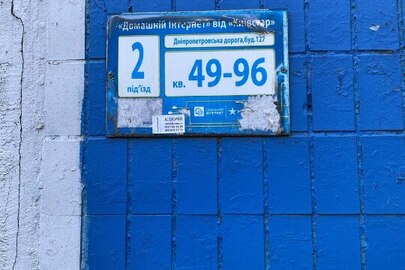 «Домашній Інтернет» від «Київстар»
Дніпропетровська дорога,буд.127
2
під'їзд
кв. 49-96